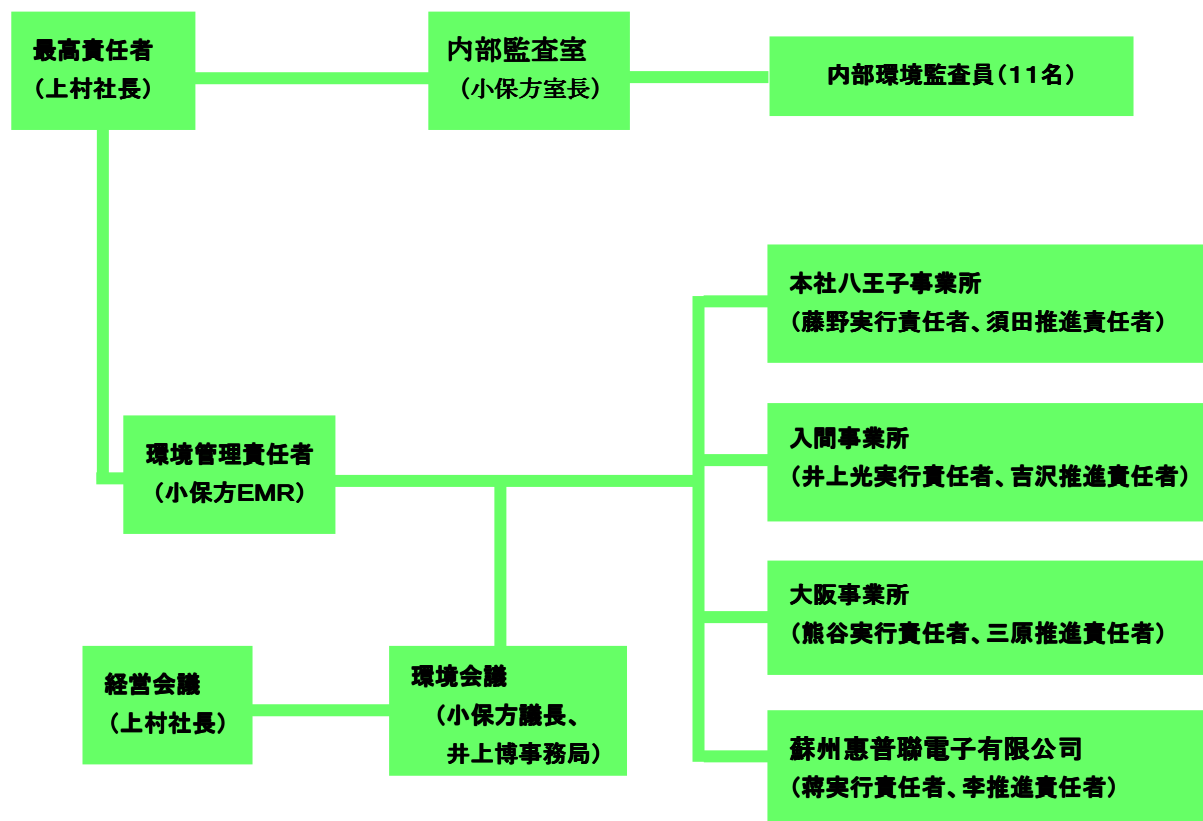 最高責任者
(上村社長)
内部監査室
(小保方室長)
内部環境監査員(11名)
本社八王子事業所
(藤野実行責任者、須田推進責任者)
入間事業所
(井上光実行責任者、吉沢推進責任者)
環境管理責任者
(小保方EMR)
大阪事業所
(熊谷実行責任者、三原推進責任者)
経営会議
(上村社長)
環境会議
(小保方議長、
井上博事務局)
蘇州惠普聯電子有限公司
(蒋実行責任者、李推進責任者)